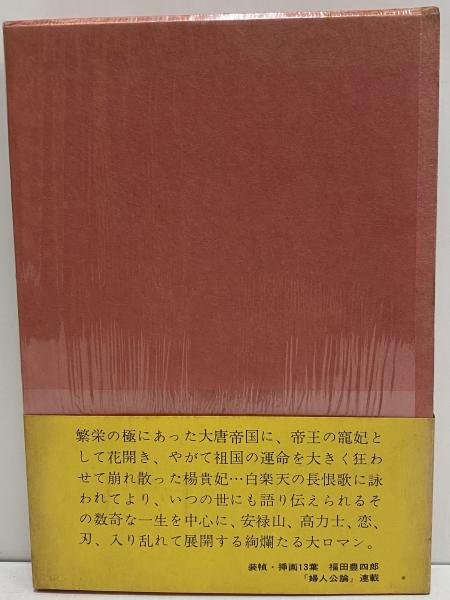 繁栄の極にあった大唐帝国に、帝王の寵妃と
して花開き、やがて祖国の運命を大きく狂わ
せて崩れ散った楊貴妃…白楽天の長恨歌に詠
われてより、いつの世にも語り伝えられるそ
の数奇な一生を中心に、安禄山、高力士、恋、
刃、入り乱れて展開する絢爛たる大ロマン。
装幀・挿画13葉 福田豊四郎
「婦人公論」連載